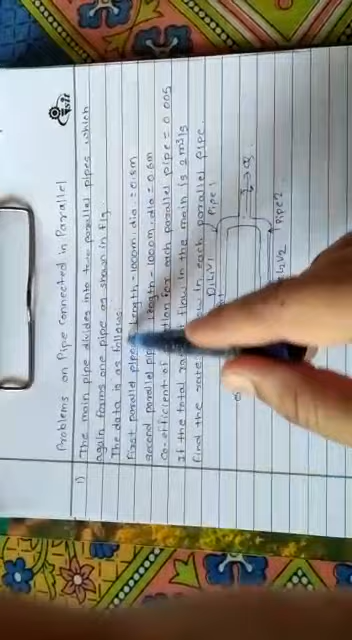 Problems on Pipe Connected in Parallel
1) The main pipe divides into two parallel pipes which
again forms one pipe as shown in fig.
The data is as follows.
First parallel pipe length - 1000m, dia = 0.8m
Second parallel length - 1000m, dia = 0.6m
Co-efficient of for each parallel pipe = 0.005
If the total flow in the main is 2 m3/s
find the rate in each parallel pipe.
Pipe 1
Pipe 2